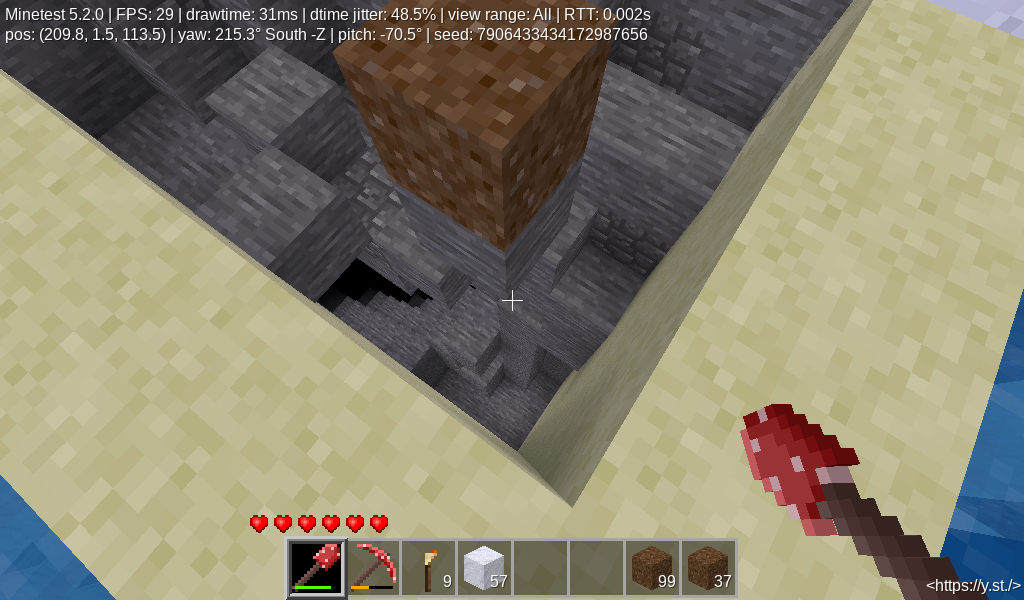 Minetest 5.2.0 | FPS: 29 | drawtime: 31ms | dtime jitter: 48.5% | view range: All | RTT: 0.002s
pos: (209.8, 1.5, 113.5) | yaw: 215.3° South -Z | pitch: -70.5° | seed: 7906433434172987656
9 57 99 37
<https://y.st./>